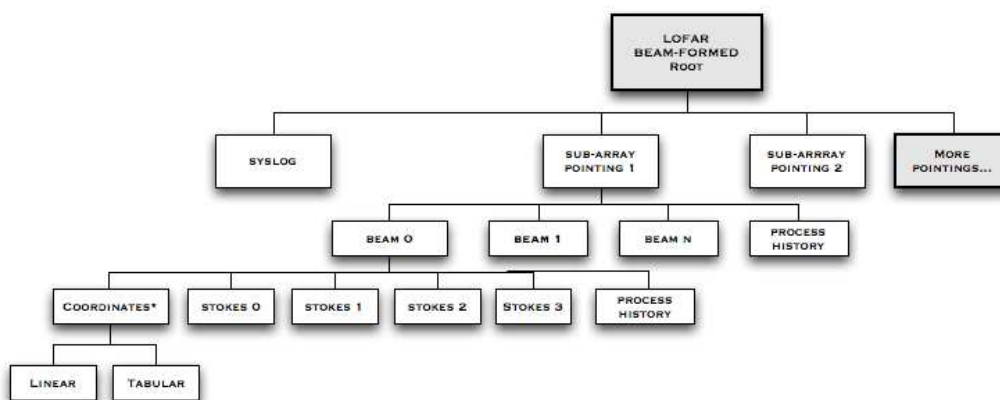 LOFAR
BEAM-FORMED
ROOT
SYSLOG
SUB-ARRAY
POINTING 1
SUB-ARRRAY
POINTING 2
MORE
POINTINGS...
BEAM 0
BEAM 1
BEAM N
PROCESS
HISTORY
COORDINATES*
STOKES 0
STOKES 1
STOKES 2
STOKES 3
PROCESS
HISTORY
LINEAR
TABULAR